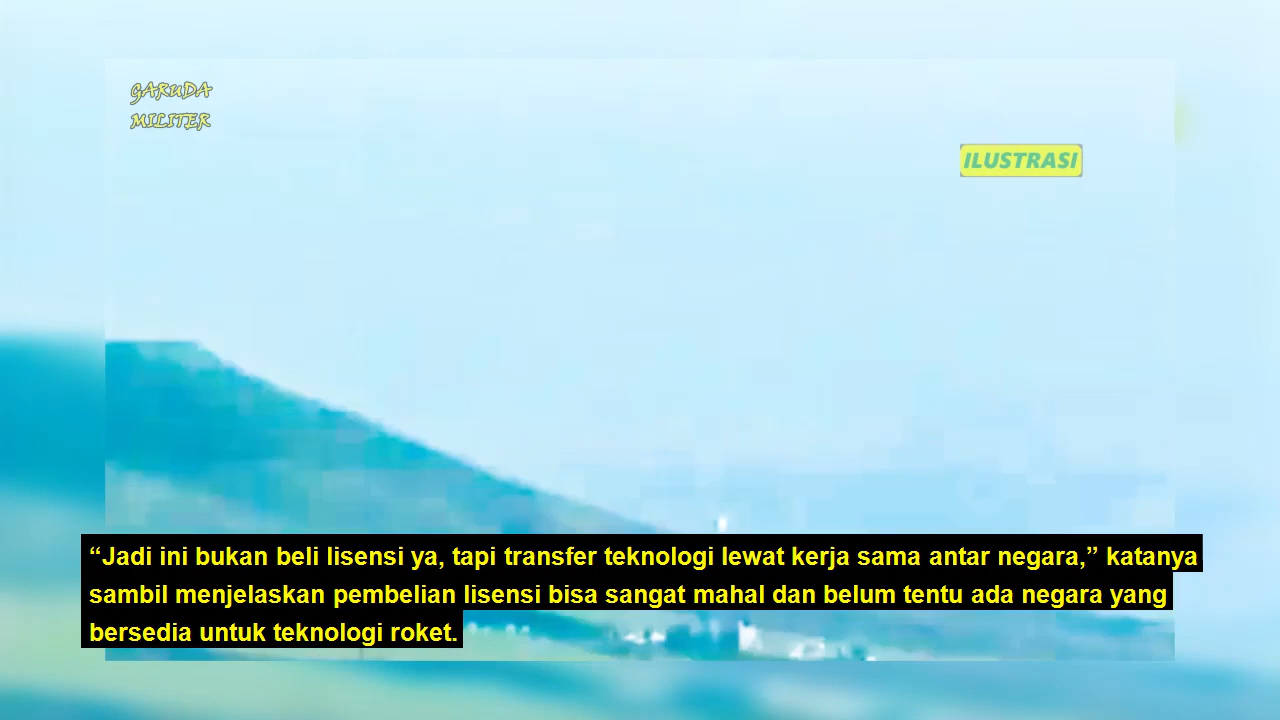 GARUDA
MILITER
ILUSTRASI
“Jadi ini bukan beli lisensi ya, tapi transfer teknologi lewat kerja sama antar negara,” katanya
sambil menjelaskan pembelian lisensi bisa sangat mahal dan belum tentu ada negara yang
bersedia untuk teknologi roket.